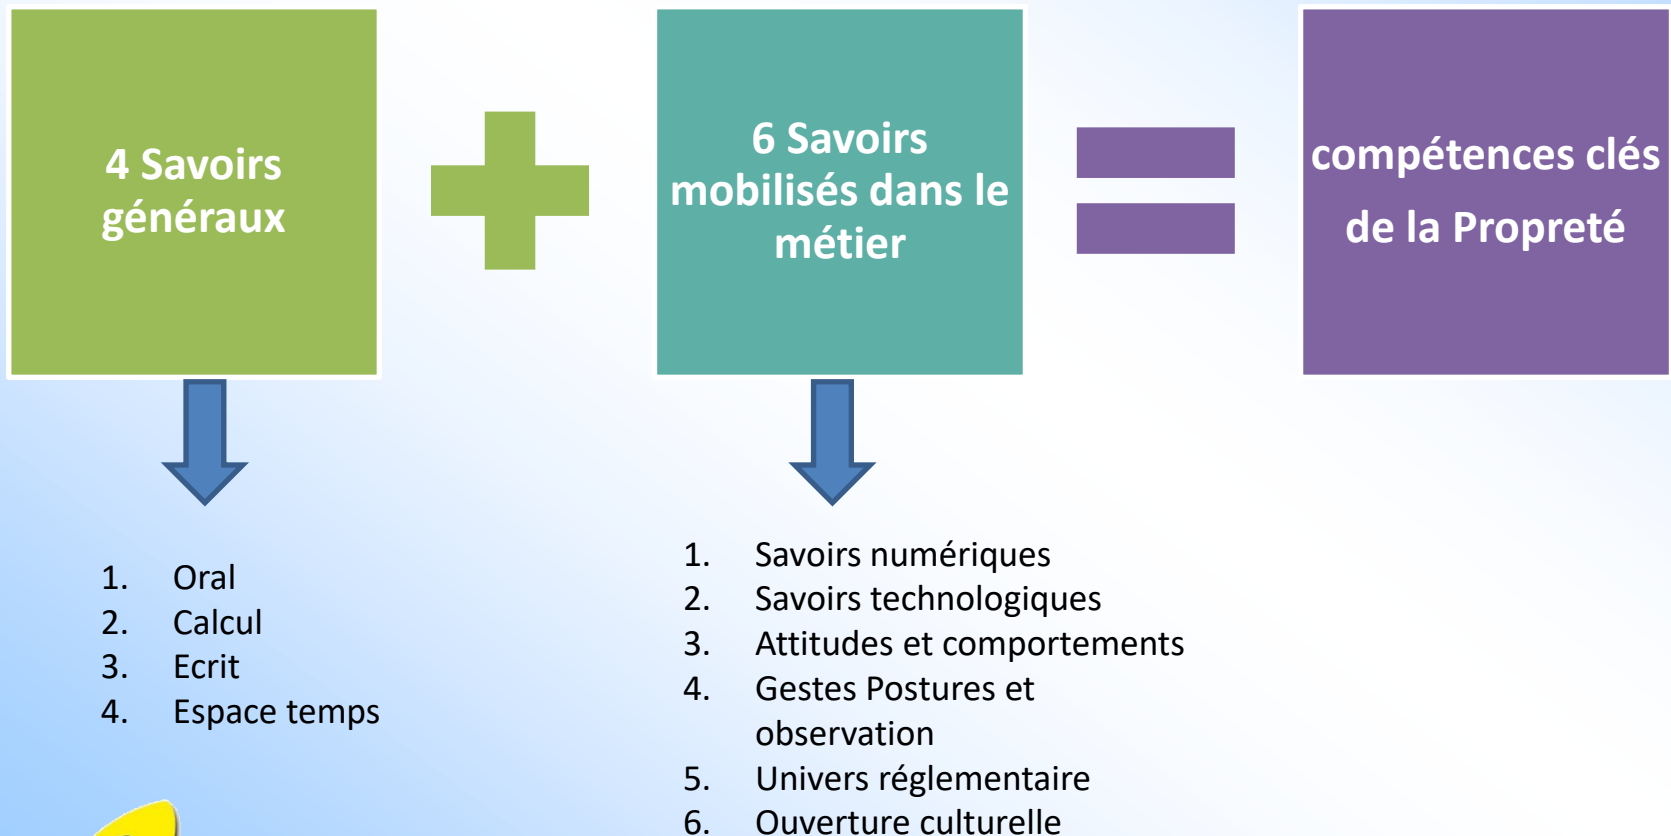 4 Savoirs
généraux
6 Savoirs
mobilisés dans le
métier
compétences clés
de la Propreté
1. Oral
2. Calcul
3. Ecrit
4. Espace temps
1. Savoirs numériques
2. Savoirs technologiques
3. Attitudes et comportements
4. Gestes Postures et
observation
5. Univers réglementaire
6. Ouverture culturelle